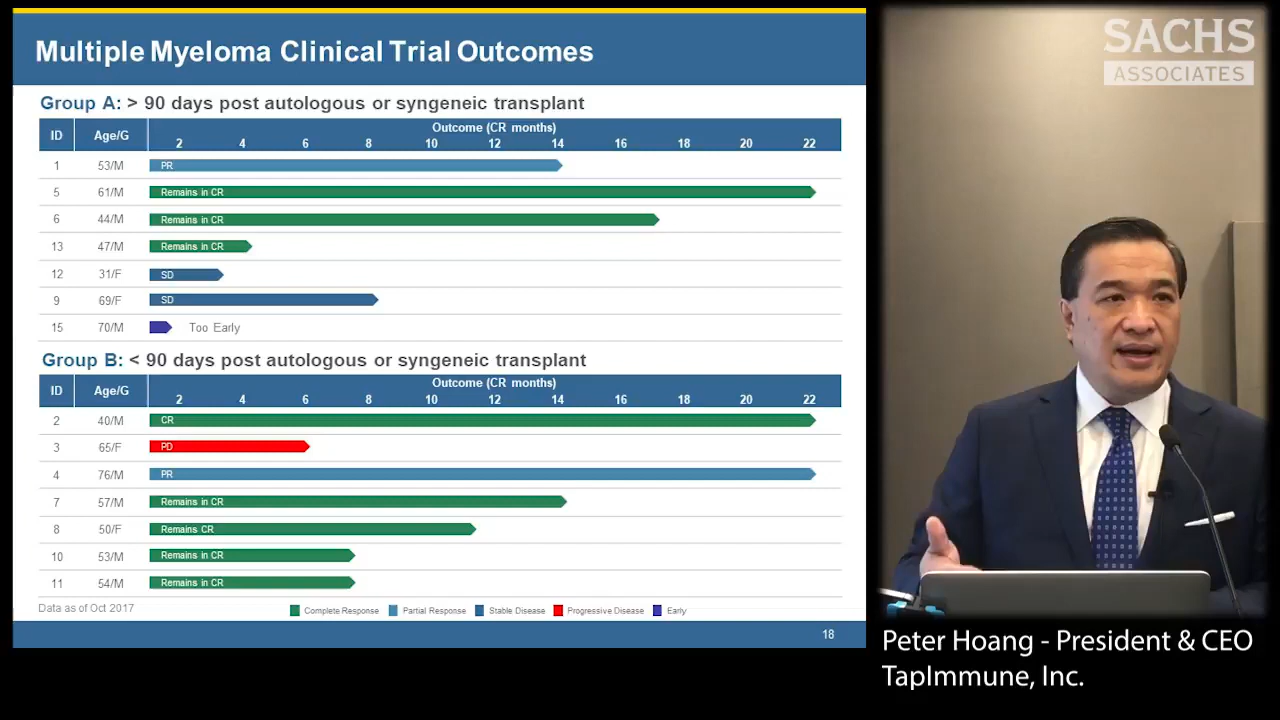 Multiple Myeloma Clinical Trial Outcomes
Group A: > 90 days post autologous or syngeneic transplant
ID Age/G Outcome (CR months)
2 4 6 8 10 12 14 16 18 20 22
1 53/M PR
5 61/M Remains in CR
6 44/M Remains in CR
13 47/M Remains in CR
12 31/F SD
9 69/F SD
15 70/M Too Early
Group B: < 90 days post autologous or syngeneic transplant
ID Age/G Outcome (CR months)
2 4 6 8 10 12 14 16 18 20 22
2 40/M CR
3 65/F PD
4 76/M PR
7 57/M Remains in CR
8 50/F Remains CR
10 53/M Remains in CR
11 54/M Remains in CR
Data as of Oct 2017
Complete Response Partial Response Stable Disease Progressive Disease Early
18
SACHS
ASSOCIATES
Peter Hoang - President & CEO
TapImmune, Inc.